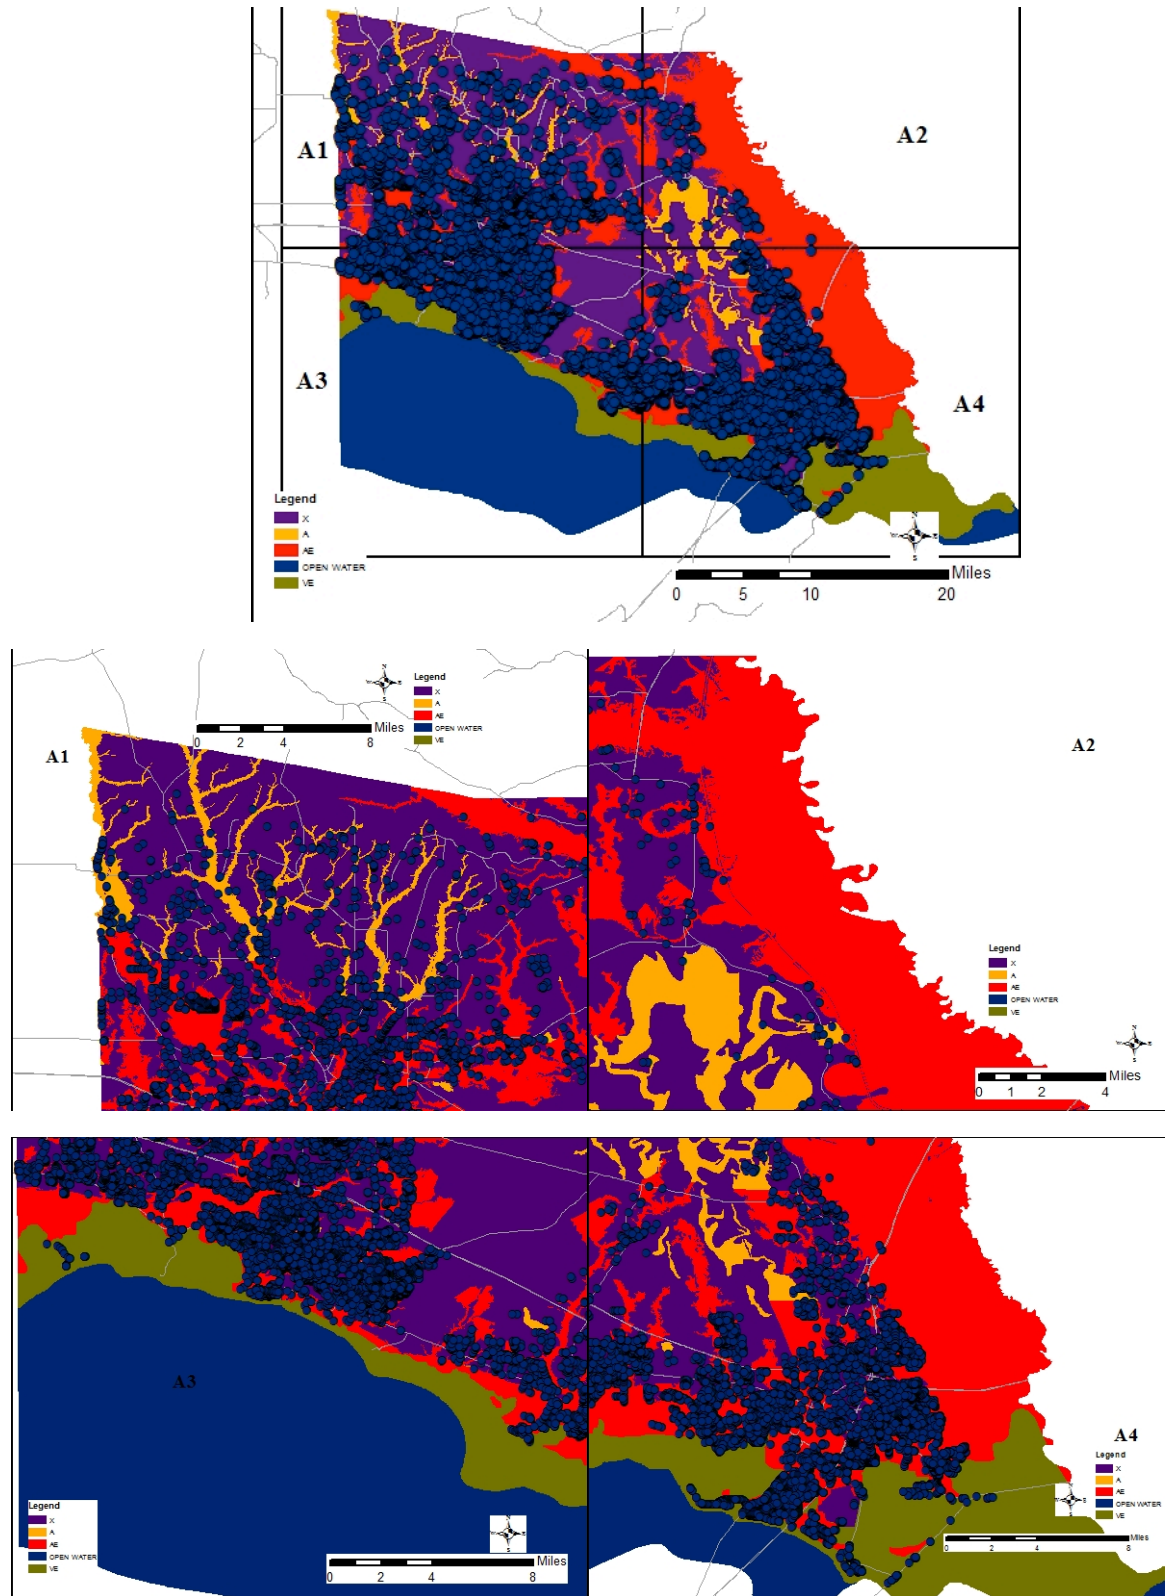 A1
A2
A3
A4
Legend
X
A
AE
OPEN WATER
VE
N
W E
S
Miles
0 5 10 20
A1
N
W E
S
Legend
X
A
AE
OPEN WATER
VE
Miles
0 2 4 8
A2
Legend
X
A
AE
OPEN WATER
VE
N
W E
S
Miles
0 1 2 4
A3
Legend
X
A
AE
OPEN WATER
VE
N
W E
S
Miles
0 2 4 8
A4
Legend
X
A
AE
OPEN WATER
VE
N
W E
S
Miles
0 2 4 8